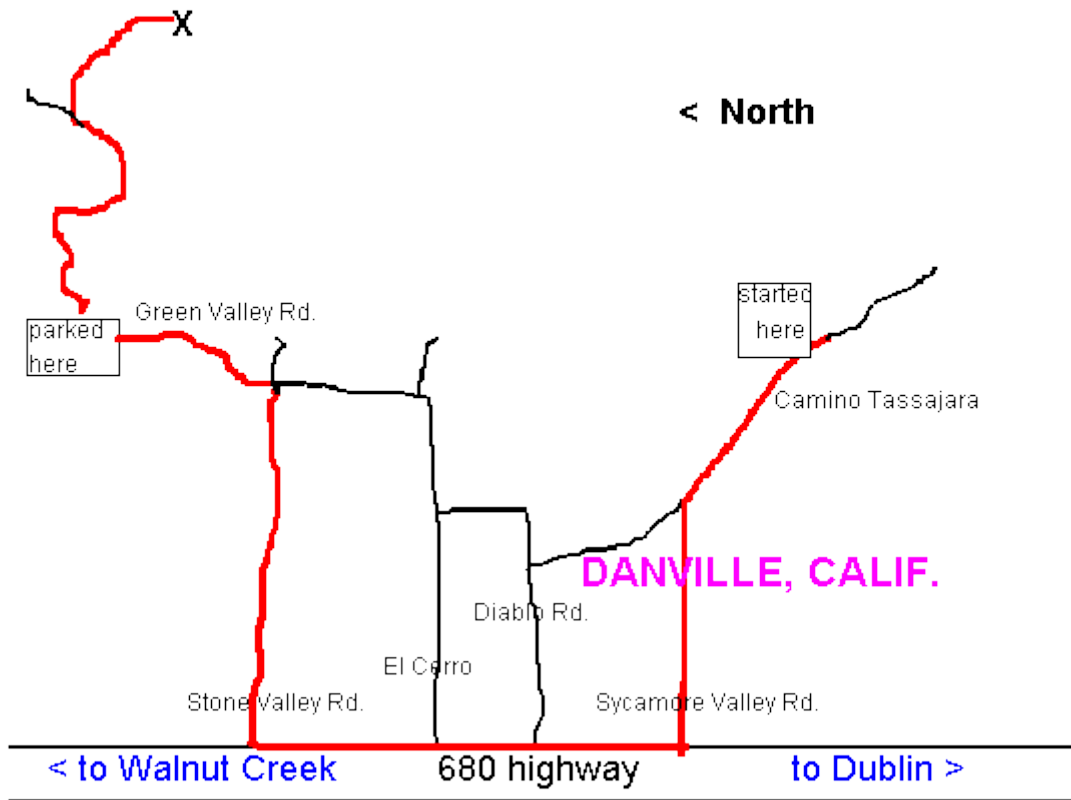 X
< North
started
here
Green Valley Rd.
parked
here
Camino Tassajara
DANVILLE, CALIF.
Diablo Rd.
El Cerro
Stone Valley Rd.
Sycamore Valley Rd.
< to Walnut Creek
680 highway
to Dublin >